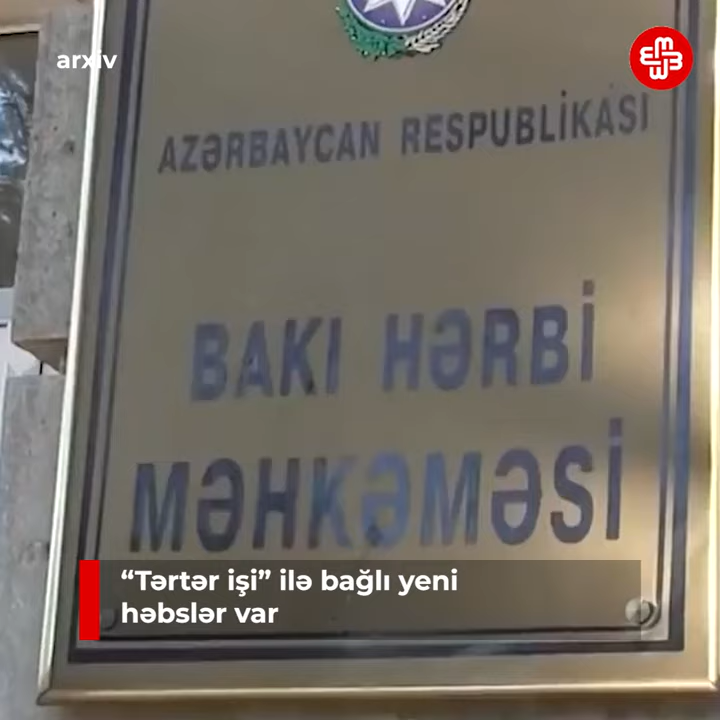 arxiv
AZƏRBAYCAN RESPUBLİKASI
BAKI HƏRBİ
MƏHKƏMƏSİ
“Tərtər işi” ilə bağlı yeni
həbslər var